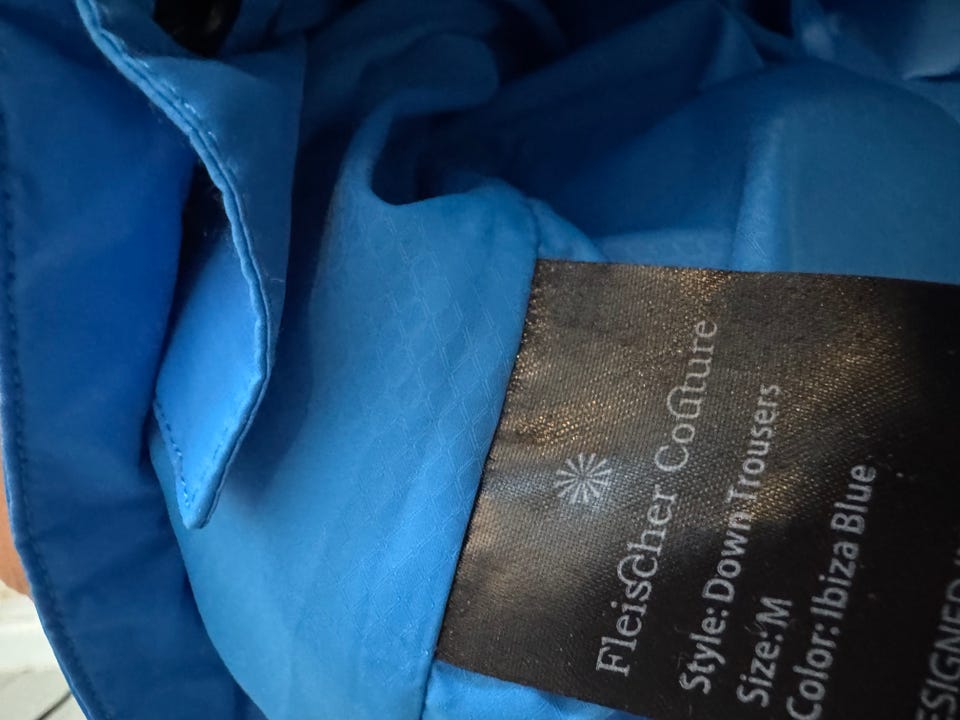 Fleischer Couture
Style: Down Trousers
Size: M
Color: Ibiza Blue